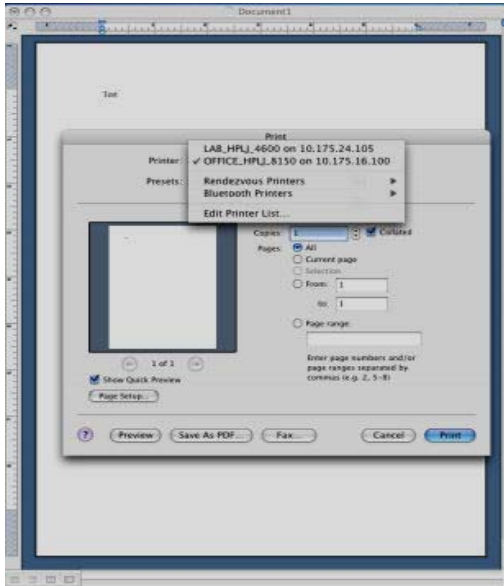 Document1
Test
Print
Printer:
LAB_HPLJ_4600 on 10.175.24.105
✓ OFFICE_HPLJ_8150 on 10.175.16.100
Presets:
Rendezvous Printers
Bluetooth Printers
Edit Printer List...
Copies: 1
Collated
Pages:
All
Current page
Selection
From: 1
to: 1
Page range:
Enter page numbers and/or
page ranges separated by
commas (e.g. 2, 5-8)
1 of 1
Show Quick Preview
Page Setup...
? Preview Save As PDF... Fax... Cancel Print